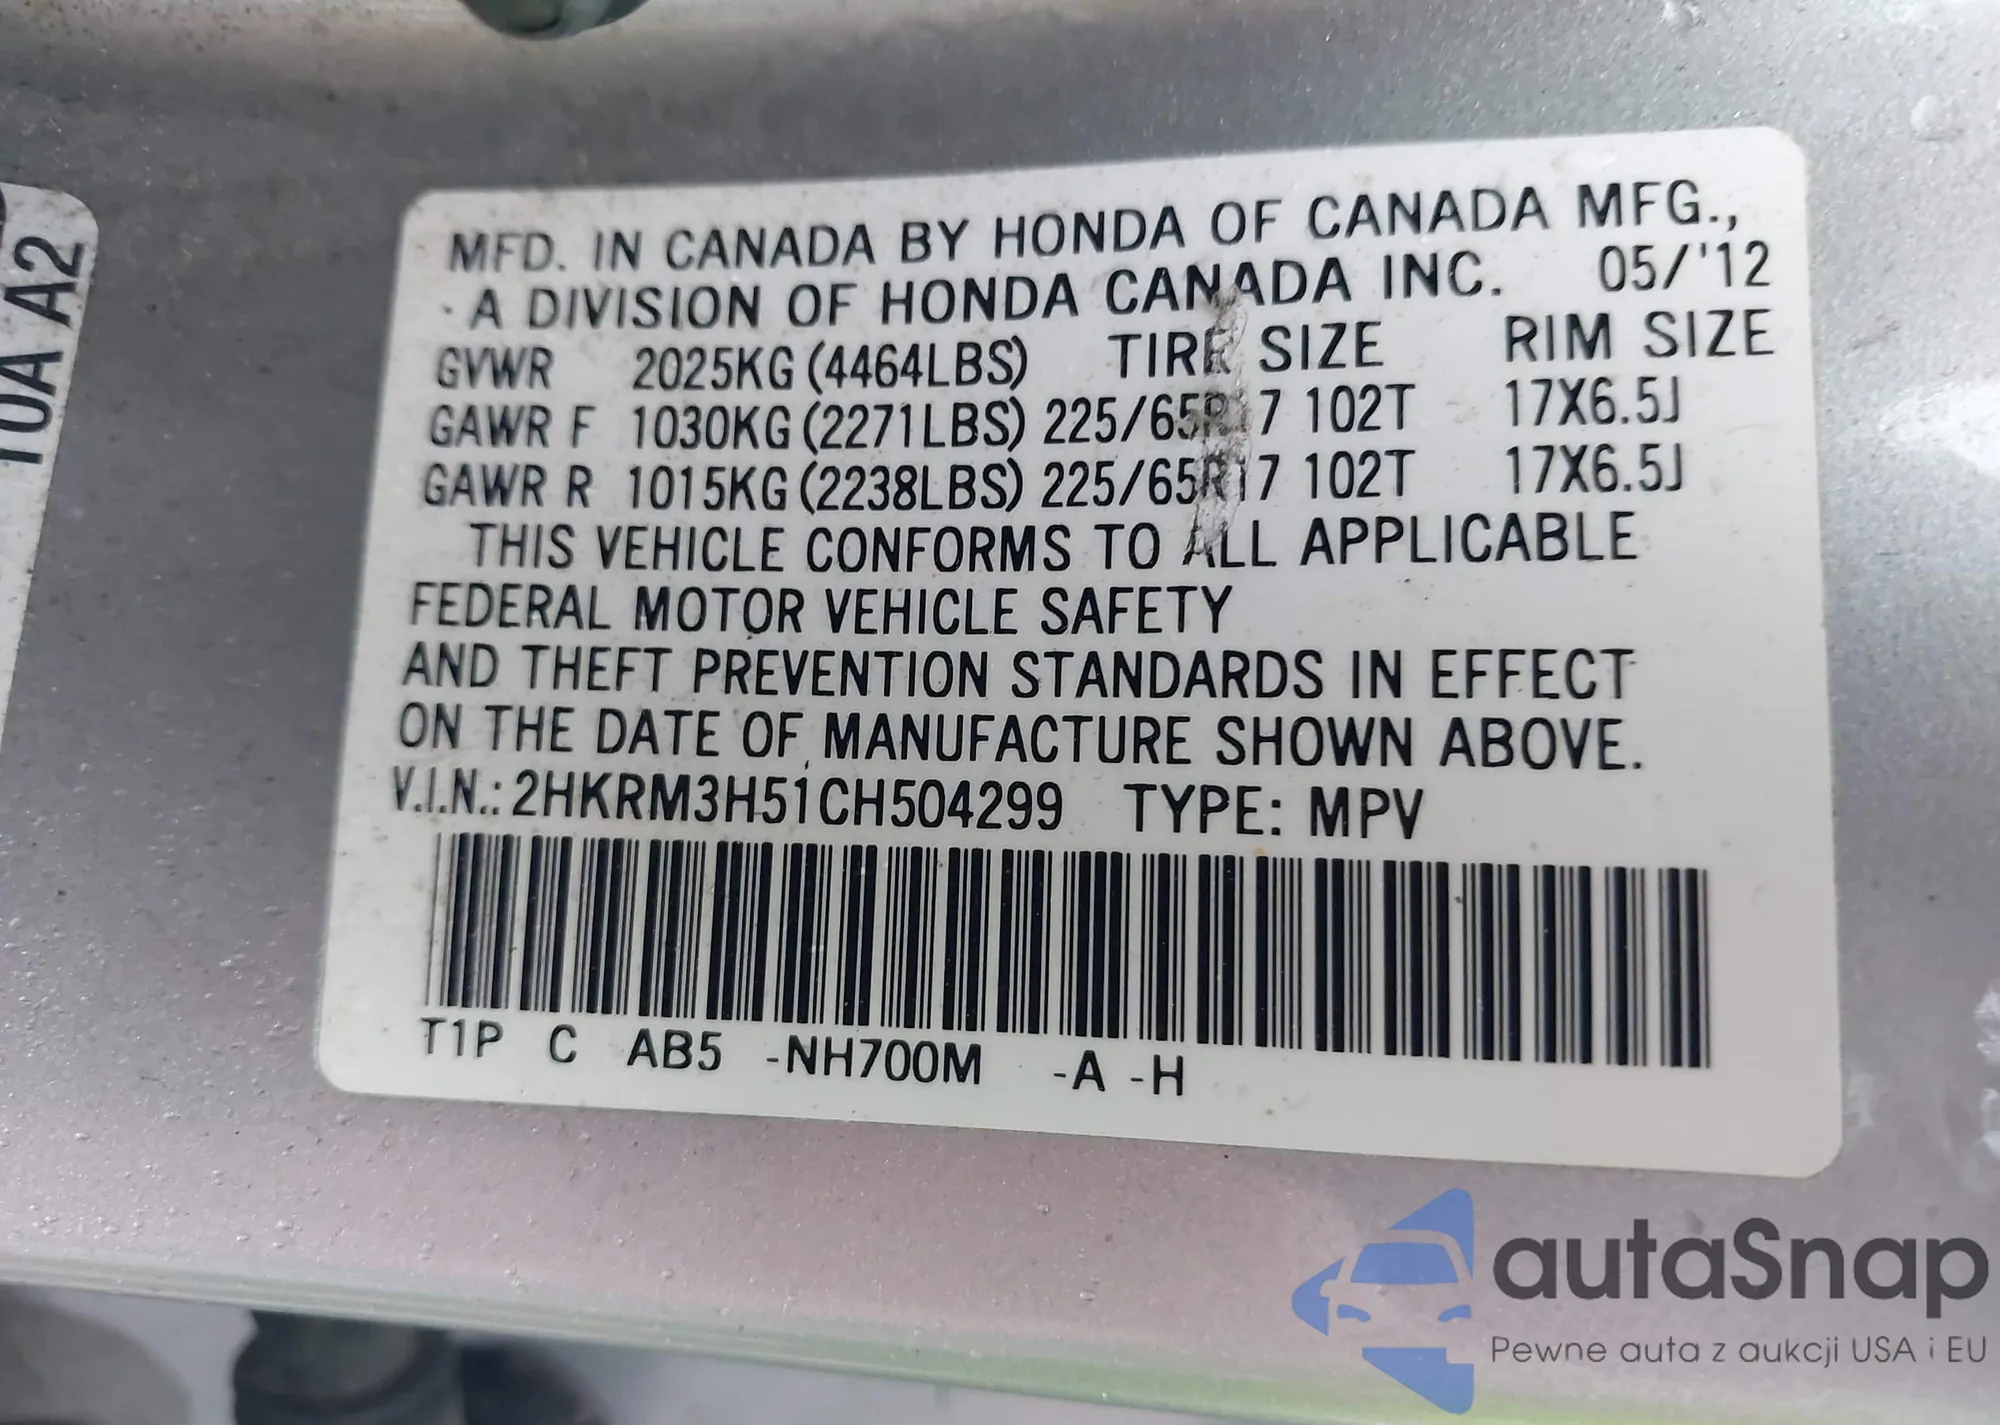 MFD. IN CANADA BY HONDA OF CANADA MFG.,
A DIVISION OF HONDA CANADA INC. 05/'12
GVWR 2025KG (4464LBS) TIRE SIZE RIM SIZE
GAWR F 1030KG (2271LBS) 225/65R17 102T 17X6.5J
GAWR R 1015KG (2238LBS) 225/65R17 102T 17X6.5J
THIS VEHICLE CONFORMS TO ALL APPLICABLE
FEDERAL MOTOR VEHICLE SAFETY
AND THEFT PREVENTION STANDARDS IN EFFECT
ON THE DATE OF MANUFACTURE SHOWN ABOVE.
V.I.N.: 2HKRM3H51CH504299 TYPE: MPV
T1P C AB5 -NH700M -A -H
10A A2
autaSnap
Pewne auta z aukcji USA i EU